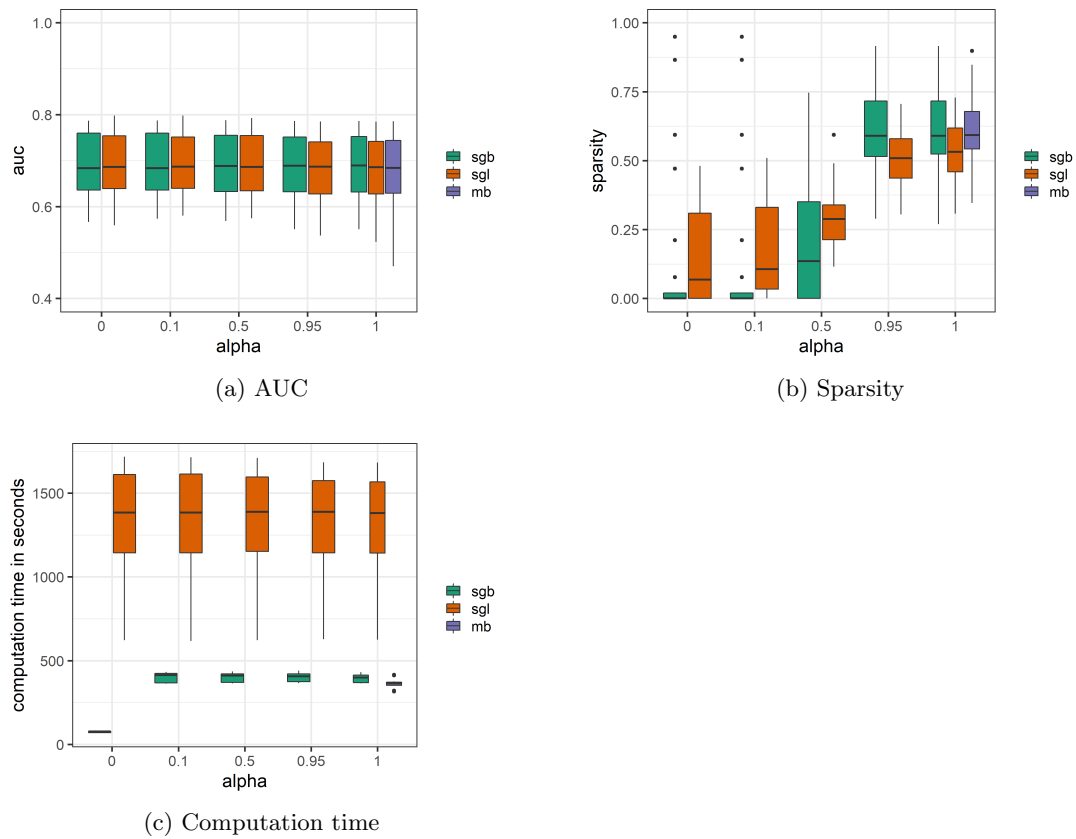 1.0
0.8
0.6
0.4
auc
0 0.1 0.5 0.95 1
alpha
sgb
sgl
mb
(a) AUC
1.00
0.75
0.50
0.25
0.00
sparsity
0 0.1 0.5 0.95 1
alpha
sgb
sgl
mb
(b) Sparsity
1500
1000
500
0
computation time in seconds
0 0.1 0.5 0.95 1
alpha
sgb
sgl
mb
(c) Computation time